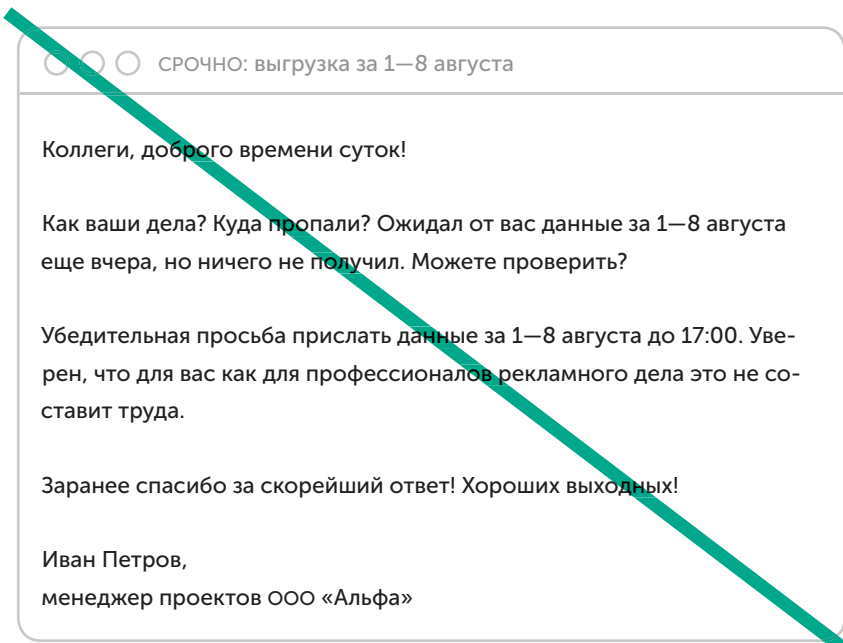 СРОЧНО: выгрузка за 1—8 августа
Коллеги, доброго времени суток!
Как ваши дела? Куда пропали? Ожидал от вас данные за 1—8 августа
еще вчера, но ничего не получил. Можете проверить?
Убедительная просьба прислать данные за 1—8 августа до 17:00. Уве-
рен, что для вас как для профессионалов рекламного дела это не со-
ставит труда.
Заранее спасибо за скорейший ответ! Хороших выходных!
Иван Петров,
менеджер проектов ООО «Альфа»